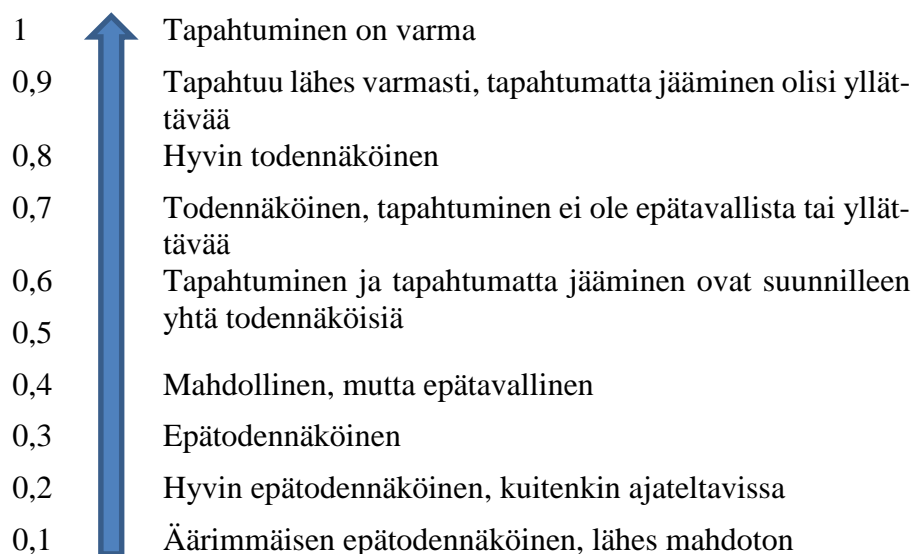 1 Tapahtuminen on varma
0,9 Tapahtuu lähes varmasti, tapahtumatta jääminen olisi yllät-
tävää
0,8 Hyvin todennäköinen
0,7 Todennäköinen, tapahtuminen ei ole epätavallista tai yllät-
tävää
0,6 Tapahtuminen ja tapahtumatta jääminen ovat suunnilleen
0,5 yhtä todennäköisiä
0,4 Mahdollinen, mutta epätavallinen
0,3 Epätodennäköinen
0,2 Hyvin epätodennäköinen, kuitenkin ajateltavissa
0,1 Äärimmäisen epätodennäköinen, lähes mahdoton